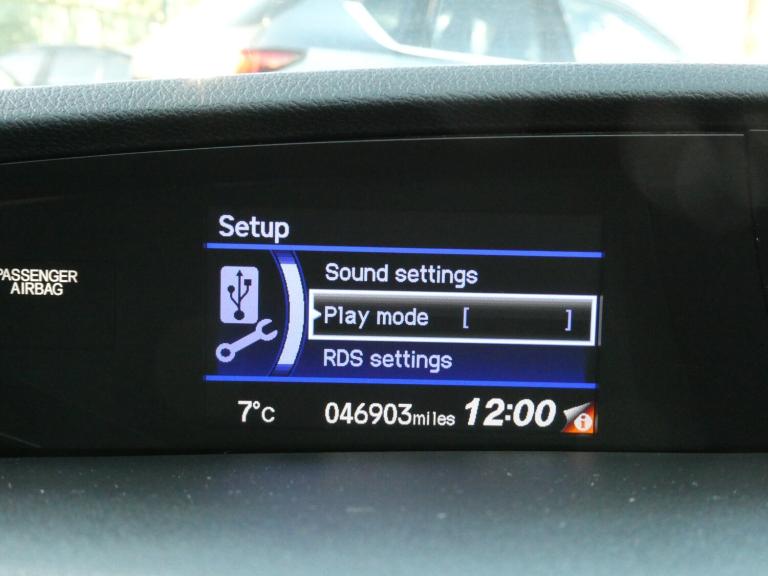 Setup
PASSENGER
AIRBAG
Sound settings
Play mode [ ]
RDS settings
7°C 046903miles 12:00 i